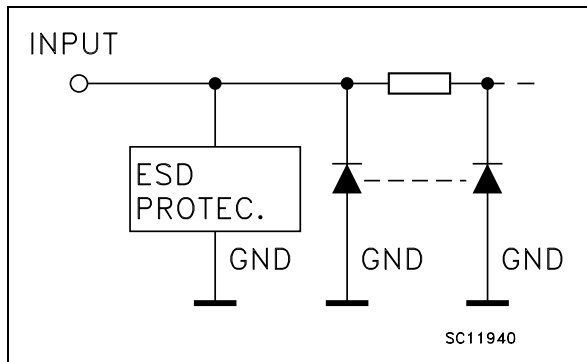 INPUT
ESD
PROTEC.
GND GND GND
SC11940